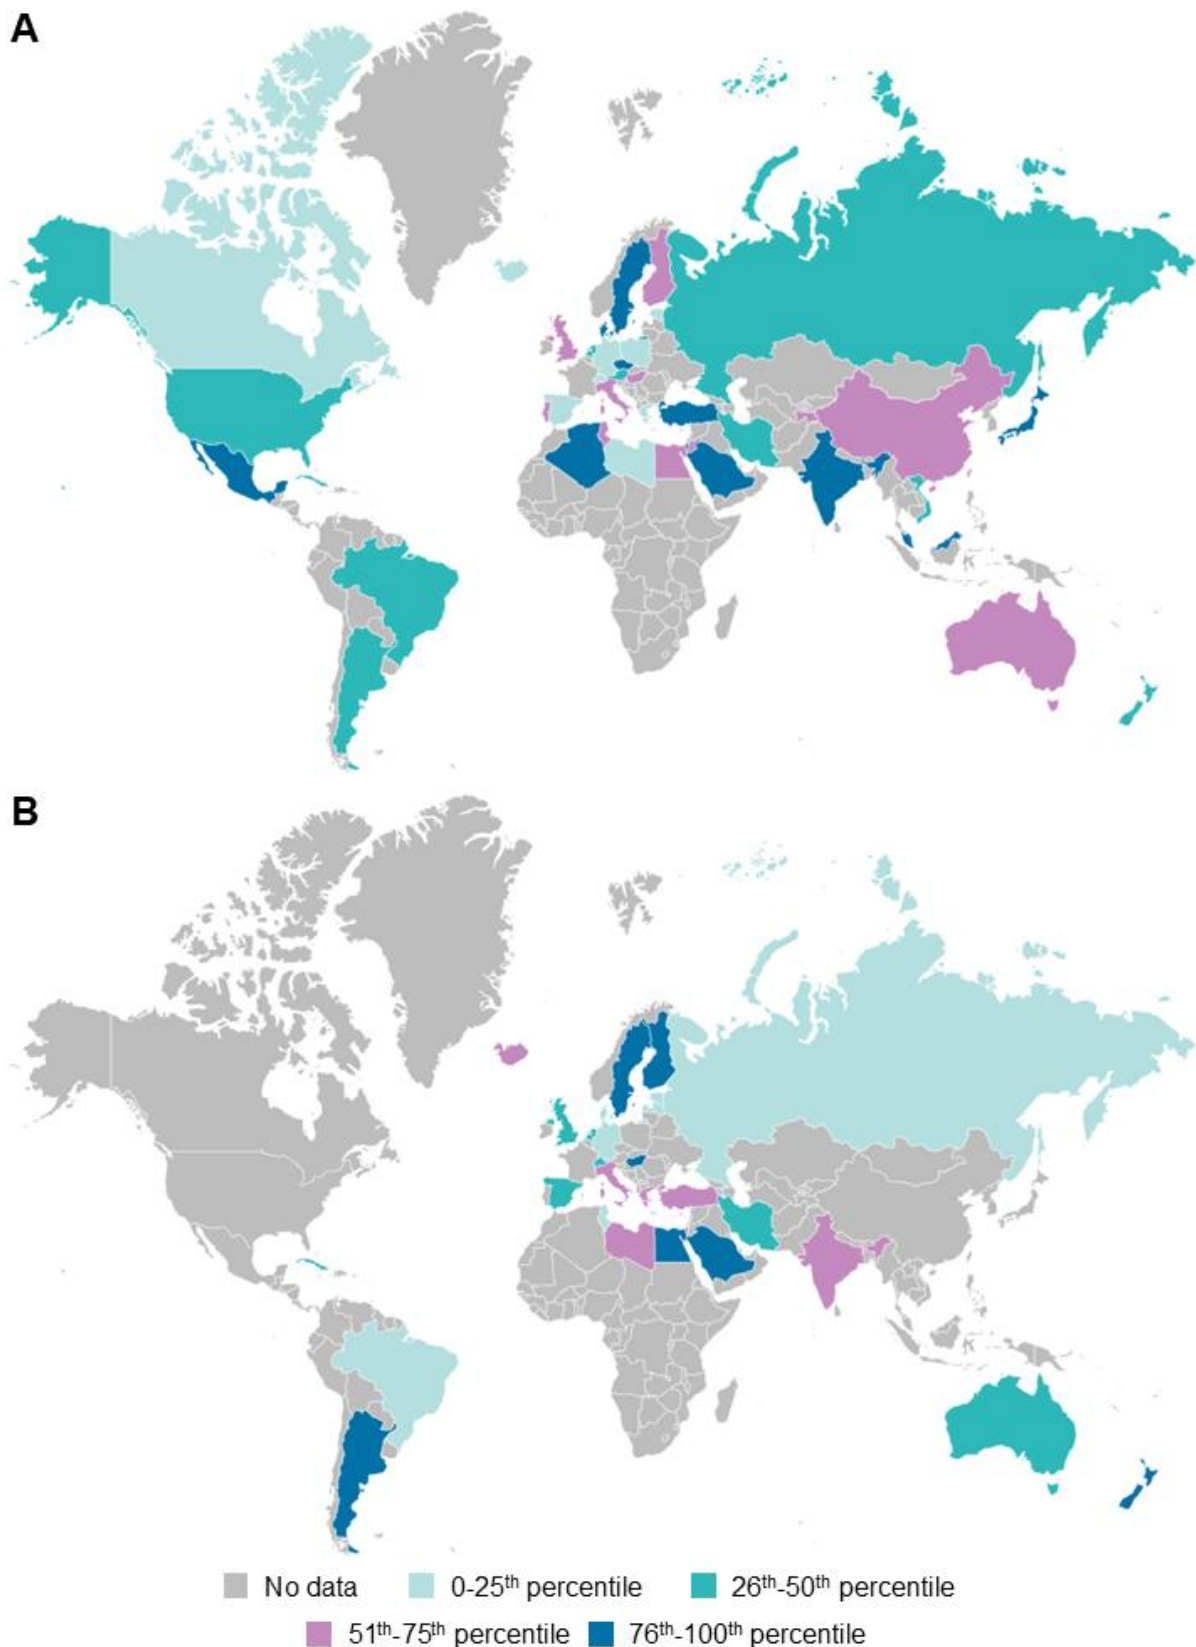 A
B
No data 0-25th percentile 26th-50th percentile
51th-75th percentile 76th-100th percentile